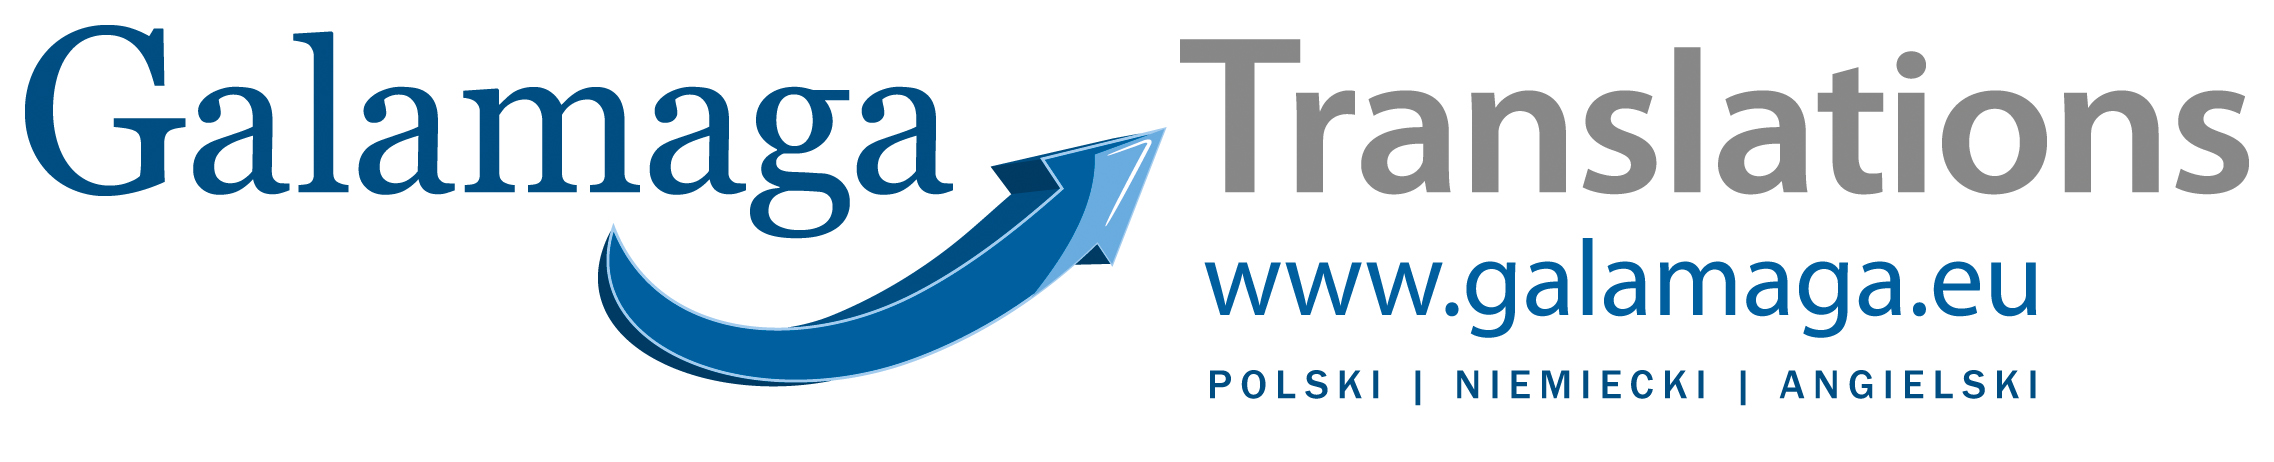 Galamaga Translations
www.galamaga.eu
POLSKI | NIEMIECKI | ANGIELSKI